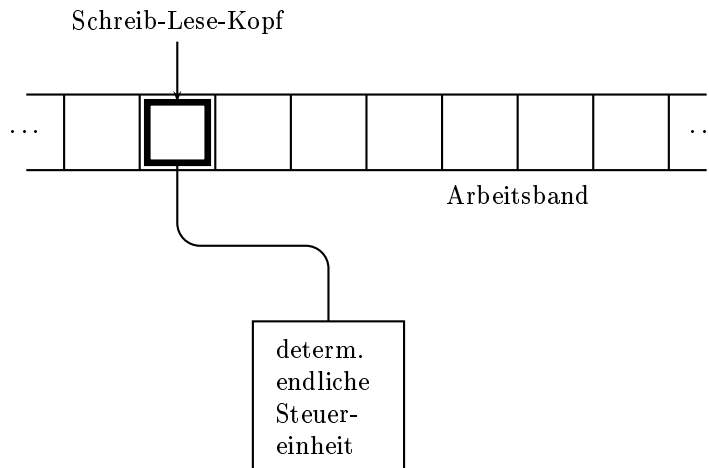 Schreib-Lese-Kopf
... ..
Arbeitsband
determ.
endliche
Steuer-
einheit